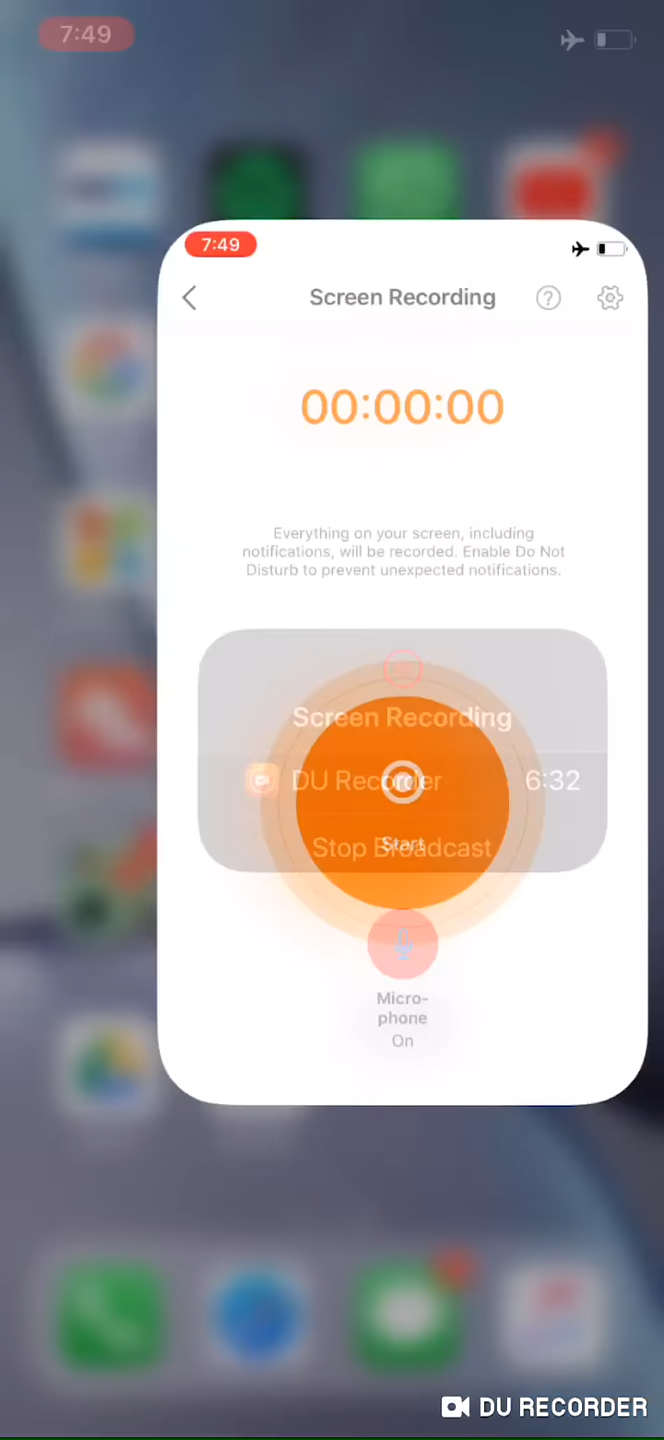 7:49
7:49
Screen Recording
00:00:00
Everything on your screen, including
notifications, will be recorded. Enable Do Not
Disturb to prevent unexpected notifications.
Screen Recording
DU Recorder 6:32
Start
Stop Broadcast
Micro-
phone
On
DU RECORDER